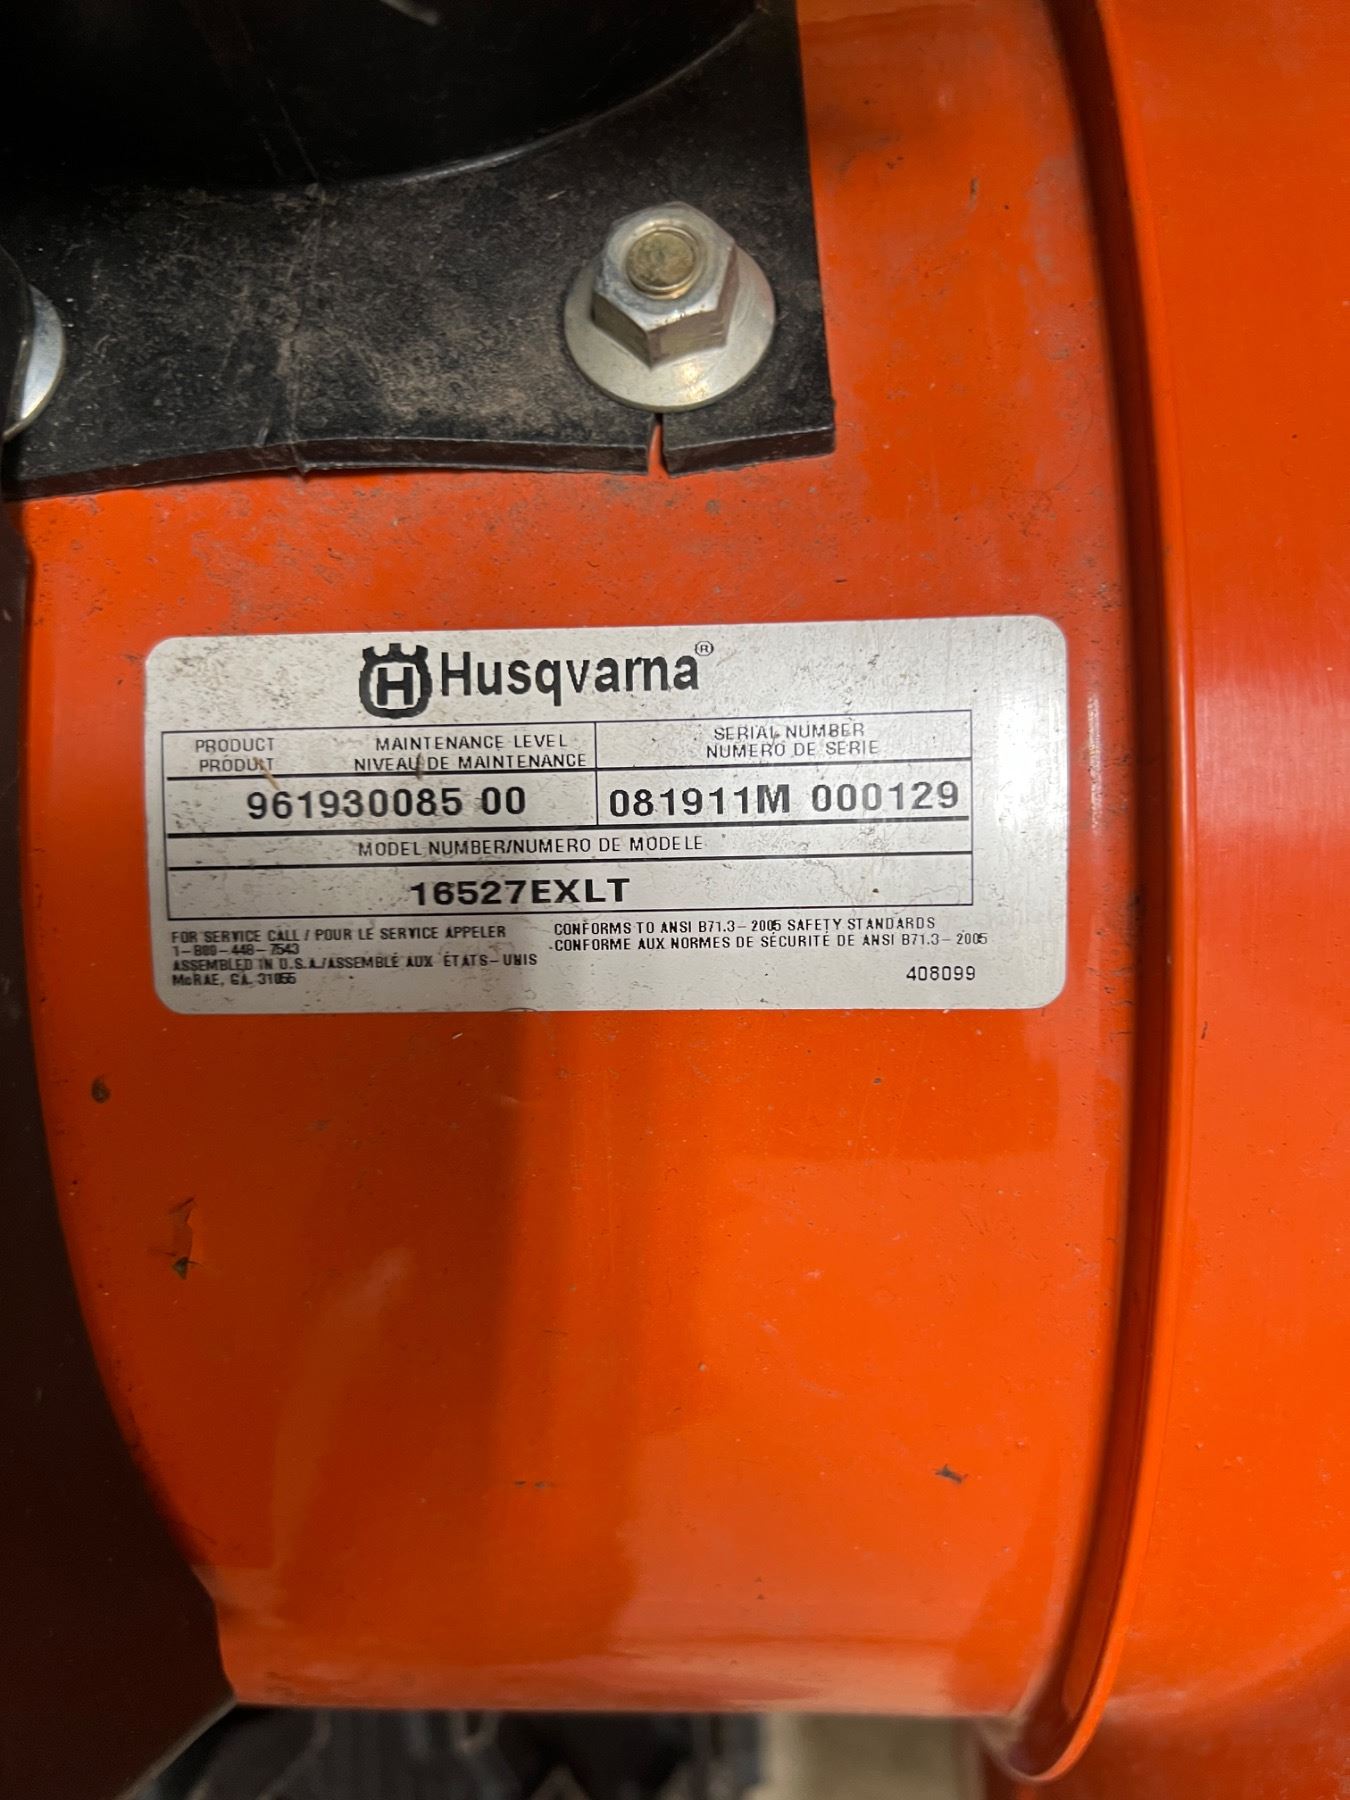 H Husqvarna®
PRODUCT MAINTENANCE LEVEL
PRODUIT NIVEAU DE MAINTENANCE
SERIAL NUMBER
NUMERO DE SERIE
961930085 00
081911M 000129
MODEL NUMBER/NUMERO DE MODELE
16527EXLT
FOR SERVICE CALL / POUR LE SERVICE APPELER
1-800-448-7543
ASSEMBLED IN U.S.A./ASSEMBLÉ AUX ÉTATS-UNIS
McRAE, GA. 31055
CONFORMS TO ANSI B71.3-2005 SAFETY STANDARDS
CONFORME AUX NORMES DE SÉCURITÉ DE ANSI B71.3-2005
408099